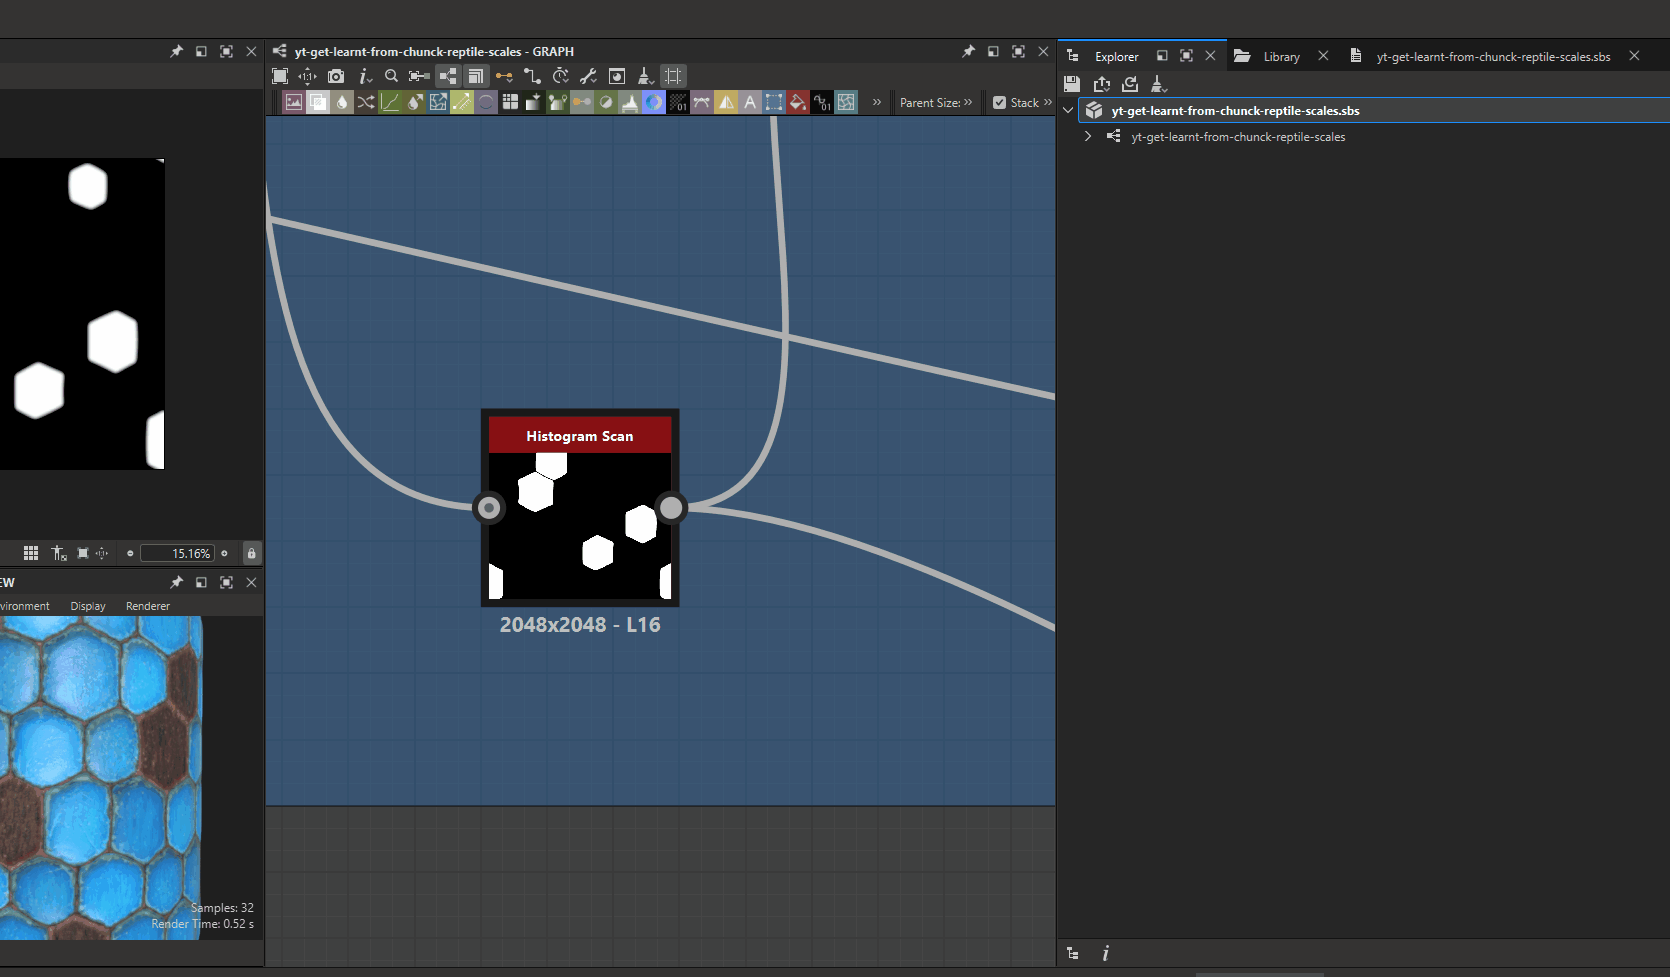 yt-get-learnt-from-chunck-reptile-scales - GRAPH
Explorer
Library
yt-get-learnt-from-chunck-reptile-scales.sbs
Parent Size:
Stack
yt-get-learnt-from-chunck-reptile-scales.sbs
yt-get-learnt-from-chunck-reptile-scales
Histogram Scan
2048x2048 - L16
15.16%
EW
vironment
Display
Renderer
Samples: 32
Render Time: 0.52 s